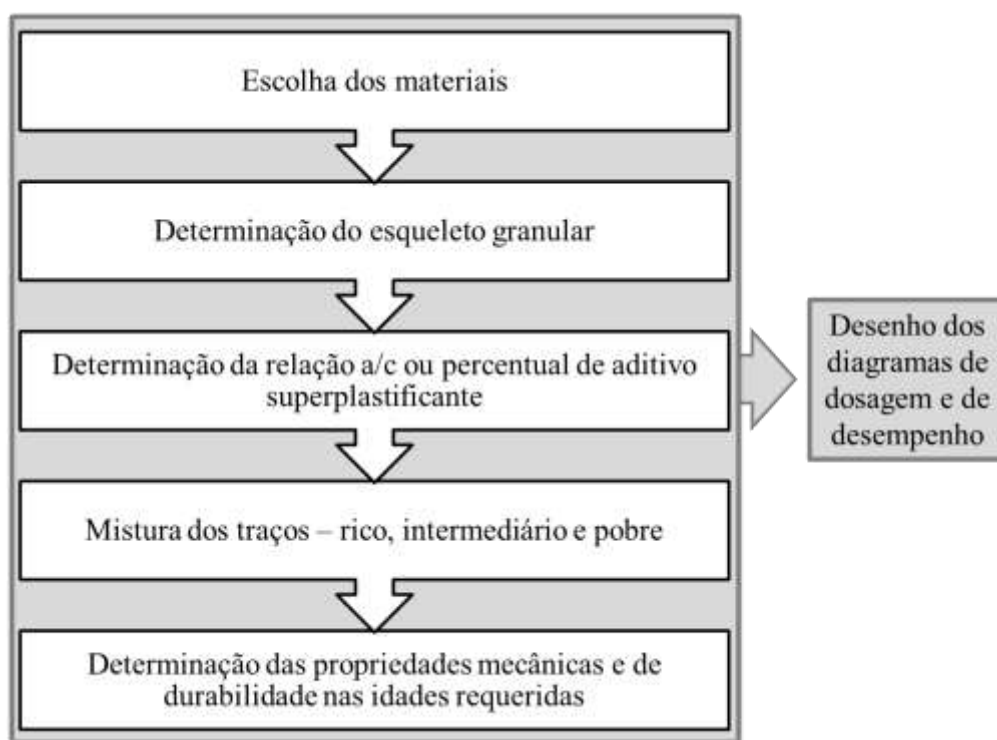 Escolha dos materiais
Determinação do esqueleto granular
Determinação da relação a/c ou percentual de aditivo
superplastificante
Mistura dos traços – rico, intermediário e pobre
Determinação das propriedades mecânicas e de
durabilidade nas idades requeridas
Desenho dos
diagramas de
dosagem e de
desempenho